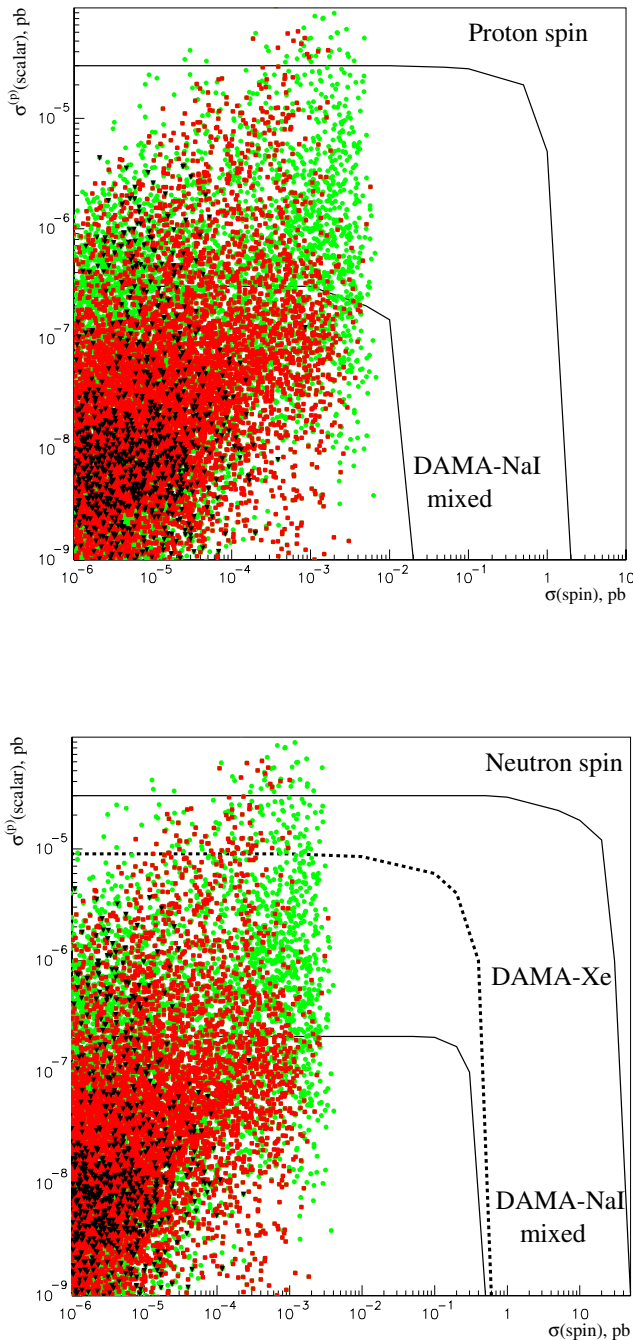 σ⁽ᵖ⁾(scalar), pb
Proton spin
10⁻⁵
10⁻⁶
10⁻⁷
10⁻⁸
10⁻⁹
DAMA-NaI
mixed
10⁻⁶ 10⁻⁵ 10⁻⁴ 10⁻³ 10⁻² 10⁻¹ 1 10
σ(spin), pb
σ⁽ᵖ⁾(scalar), pb
Neutron spin
10⁻⁵
10⁻⁶
DAMA-Xe
10⁻⁷
10⁻⁸
DAMA-NaI
mixed
10⁻⁹
10⁻⁶ 10⁻⁵ 10⁻⁴ 10⁻³ 10⁻² 10⁻¹ 1 10
σ(spin), pb